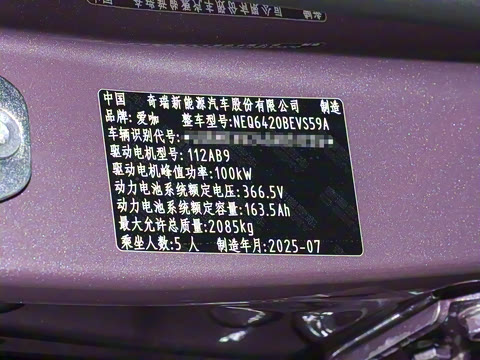 中国 奇瑞新能源汽车股份有限公司 制造
品牌:爱咖 整车型号:NEQ6420BEVS59A
车辆识别代号:
驱动电机型号:112AB9
驱动电机峰值功率:100kW
动力电池系统额定电压:366.5V
动力电池系统额定容量:163.5Ah
最大允许总质量:2085kg
乘坐人数:5人 制造年月:2025-07